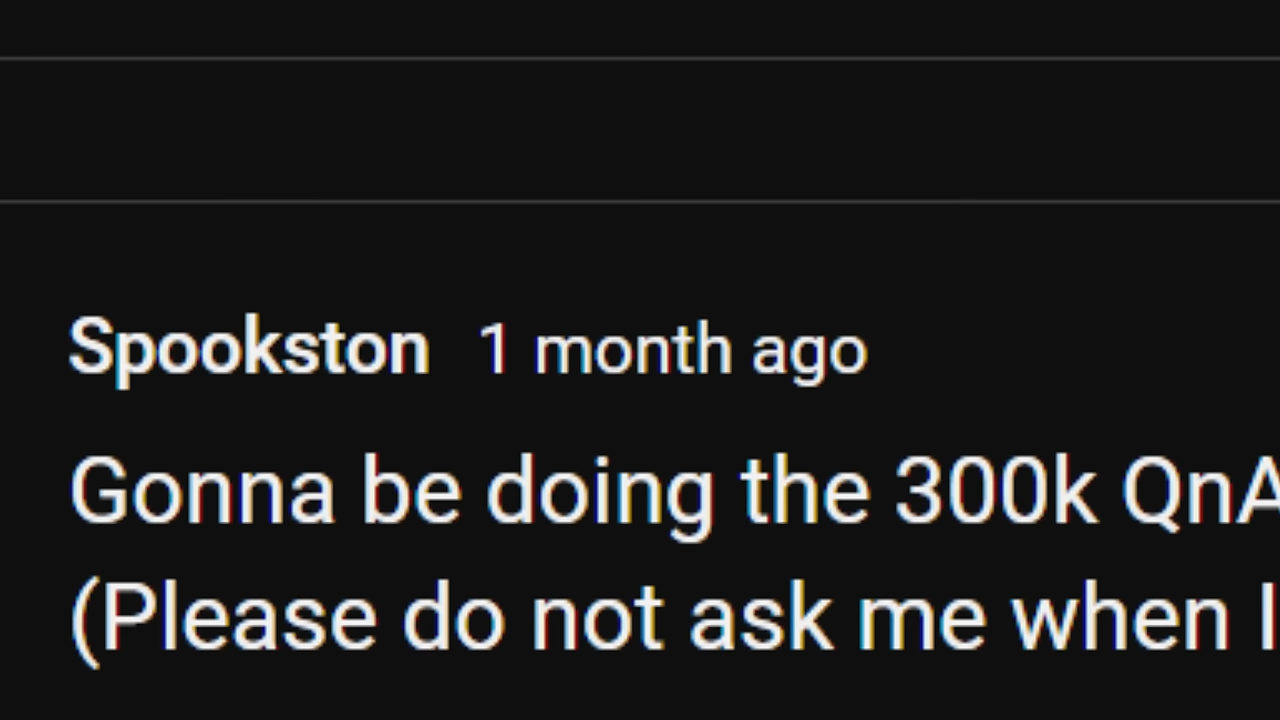 Spookston 1 month ago
Gonna be doing the 300k QnA
(Please do not ask me when I